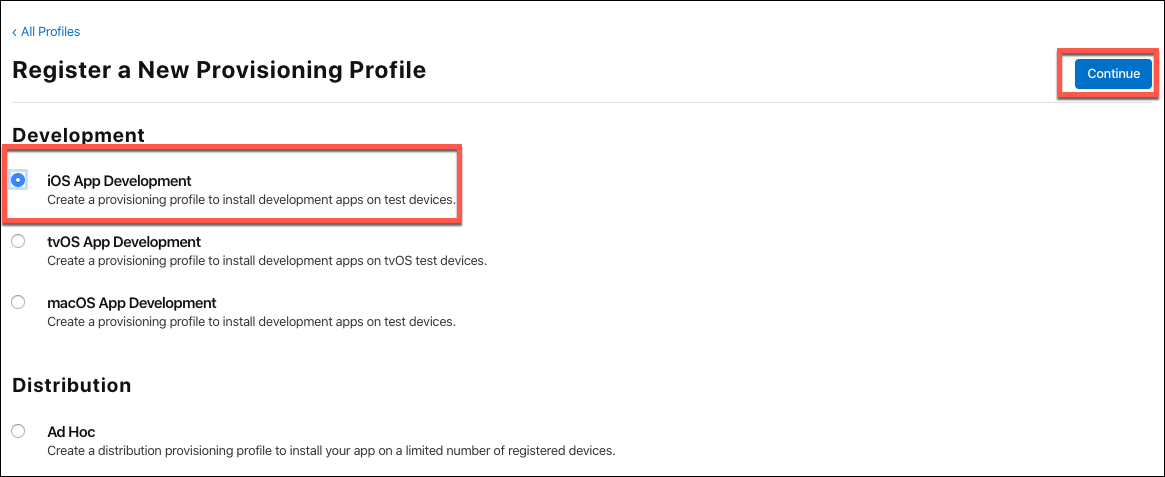 ‹ All Profiles
Register a New Provisioning Profile
Continue
Development
iOS App Development
Create a provisioning profile to install development apps on test devices.
tvOS App Development
Create a provisioning profile to install development apps on tvOS test devices.
macOS App Development
Create a provisioning profile to install development apps on test devices.
Distribution
Ad Hoc
Create a distribution provisioning profile to install your app on a limited number of registered devices.